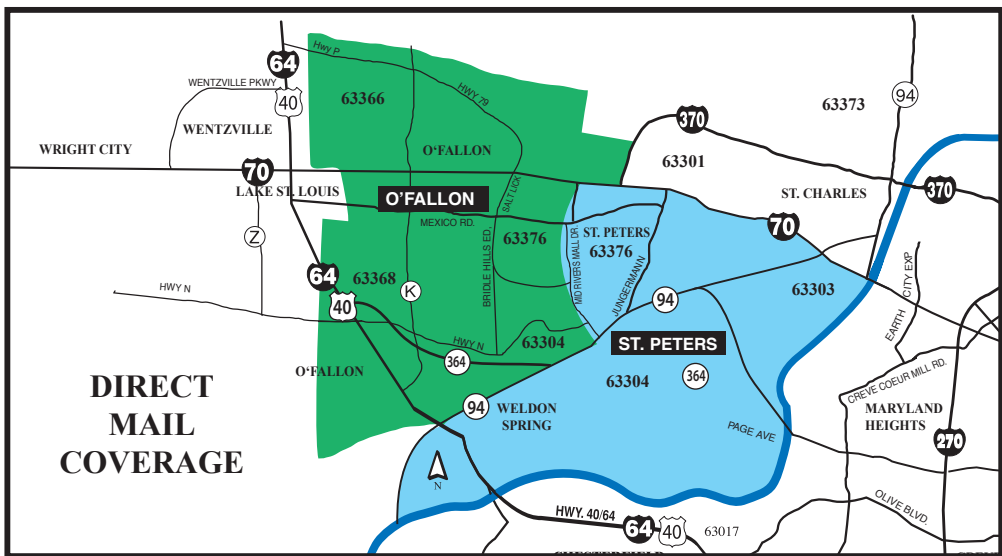 Hwy P
64
WENTZVILLE PKWY
40
63366
HWY 79
94
63373
370
WENTZVILLE
WRIGHT CITY
O'FALLON
63301
70
LAKE ST. LOUIS
O'FALLON
SALT LICK
ST. CHARLES
370
MEXICO RD.
63376
ST. PETERS
63376
70
Z
BRIDLE HILLS ED.
MID RIVERS MALL DR.
JUNGERMANN
64
63368
K
HWY N
40
94
63303
EARTH CITY EXP
HWY N
63304
ST. PETERS
364
O'FALLON
63304
364
CREVE COEUR MILL RD.
DIRECT
MAIL
COVERAGE
94
WELDON
SPRING
MARYLAND
HEIGHTS
PAGE AVE
270
N
HWY. 40/64
64
40
63017
OLIVE BLVD.